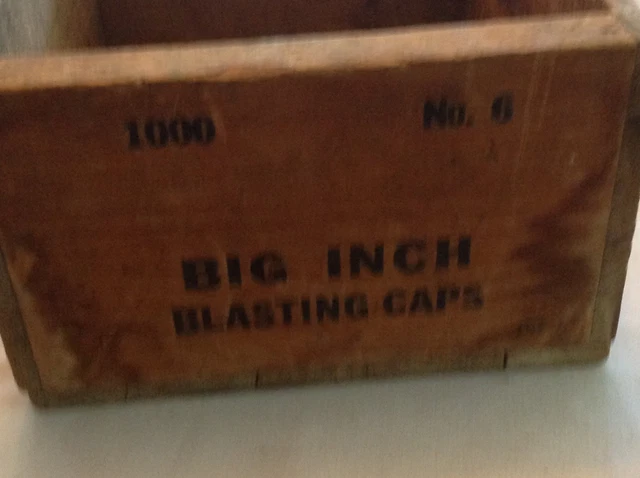 1000 No. 6
BIG INCH
BLASTING CAPS